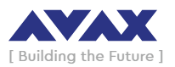 AVAX
[ Building the Future ]